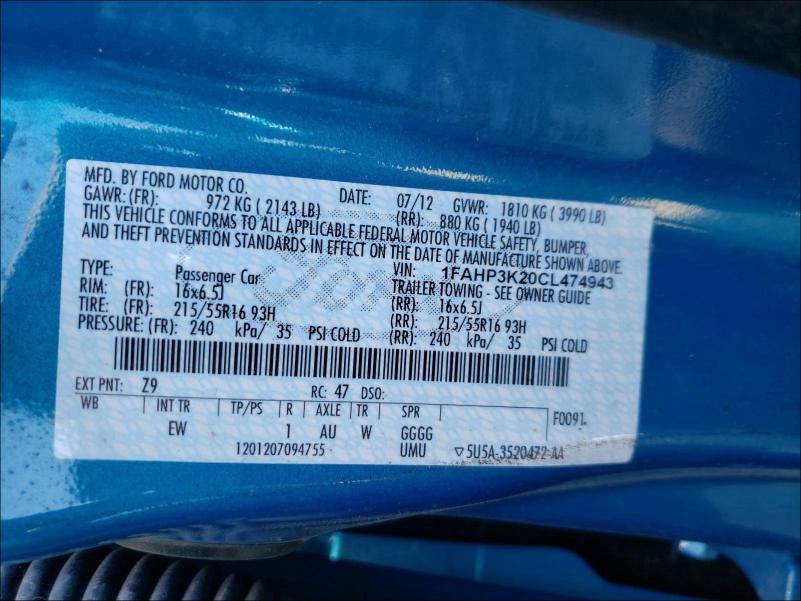 MFD. BY FORD MOTOR CO. DATE: 07/12 GVWR: 1810 KG ( 3990 LB)
GAWR: (FR): 972 KG ( 2143 LB) (RR): 880 KG ( 1940 LB)
THIS VEHICLE CONFORMS TO ALL APPLICABLE FEDERAL MOTOR VEHICLE SAFETY, BUMPER,
AND THEFT PREVENTION STANDARDS IN EFFECT ON THE DATE OF MANUFACTURE SHOWN ABOVE.
VIN: 1FAHP3K20CL474943
TYPE: Passenger Car TRAILER TOWING - SEE OWNER GUIDE
RIM: (FR): 16x6.5J (RR): 16x6.5J
TIRE: (FR): 215/55R16 93H (RR): 215/55R16 93H
PRESSURE: (FR): 240 kPa/ 35 PSI COLD (RR): 240 kPa/ 35 PSI COLD
EXT PNT: Z9 RC: 47 DSO:
WB INT TR TP/PS R AXLE TR SPR F0091
EW 1 AU W GGGG
1201207094755 UMU ▽5U5A-3520472-AA